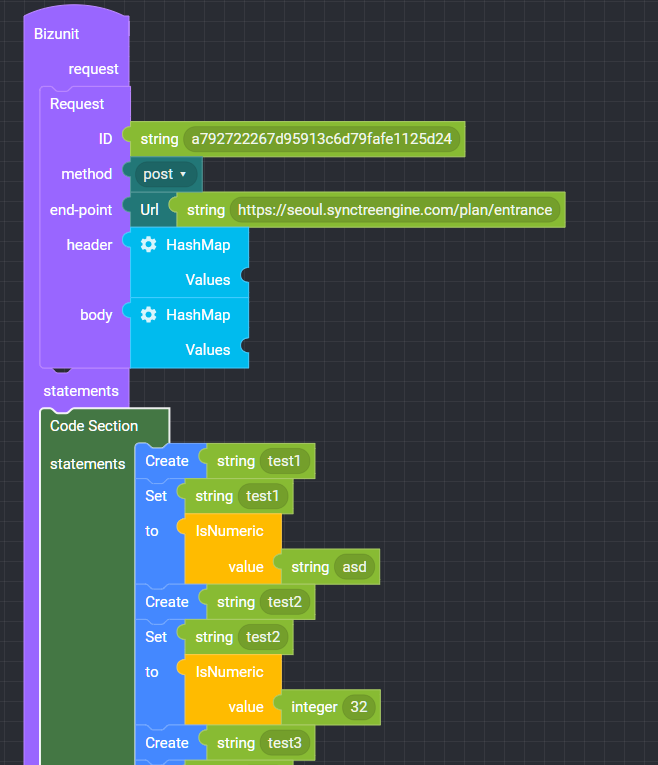 Bizunit
request
Request
ID string a792722267d95913c6d79fafe1125d24
method post
end-point Url string https://seoul.synctreengine.com/plan/entrance
header HashMap
Values
body HashMap
Values
statements
Code Section
statements Create string test1
Set string test1
to IsNumeric
value string asd
Create string test2
Set string test2
to IsNumeric
value integer 32
Create string test3